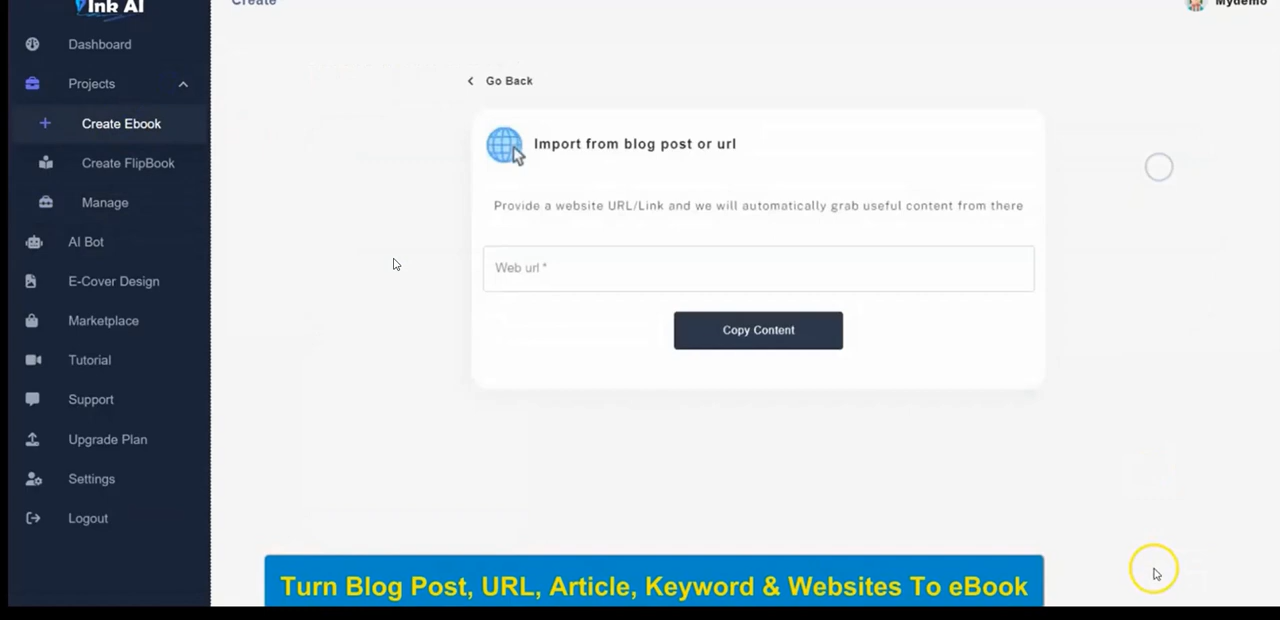 Ink AI
Create
Mydemo
Dashboard
Projects
Create Ebook
Create FlipBook
Manage
AI Bot
E-Cover Design
Marketplace
Tutorial
Support
Upgrade Plan
Settings
Logout
Go Back
Import from blog post or url
Provide a website URL/Link and we will automatically grab useful content from there
Web url *
Copy Content
Turn Blog Post, URL, Article, Keyword & Websites To eBook